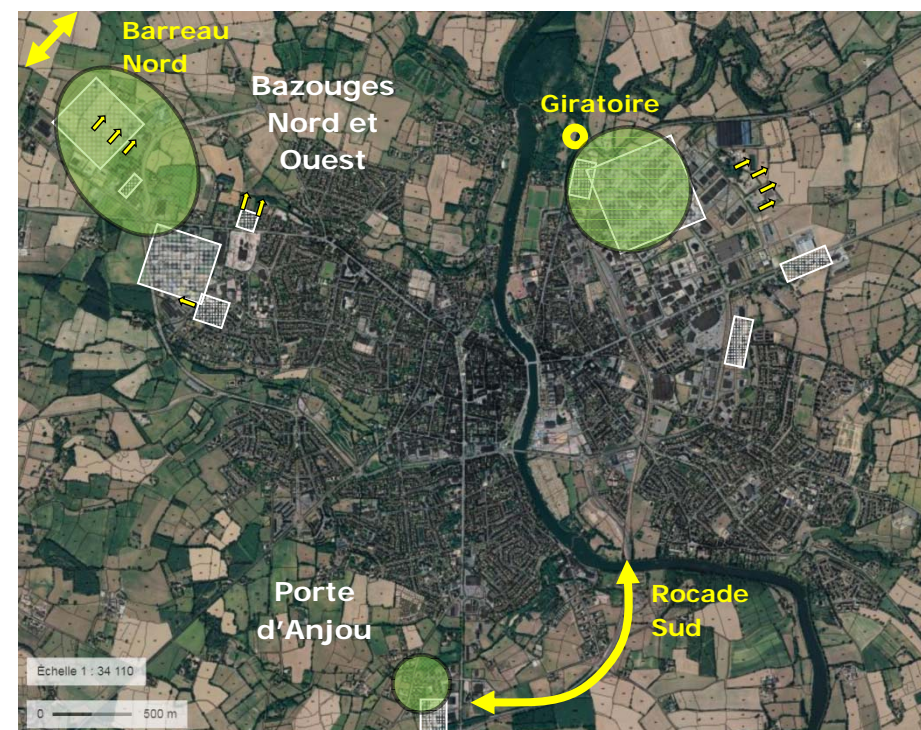 Barreau
Nord
Bazouges
Nord et
Ouest
Giratoire
Porte
d'Anjou
Rocade
Sud
Échelle 1 : 34 110
0 500 m